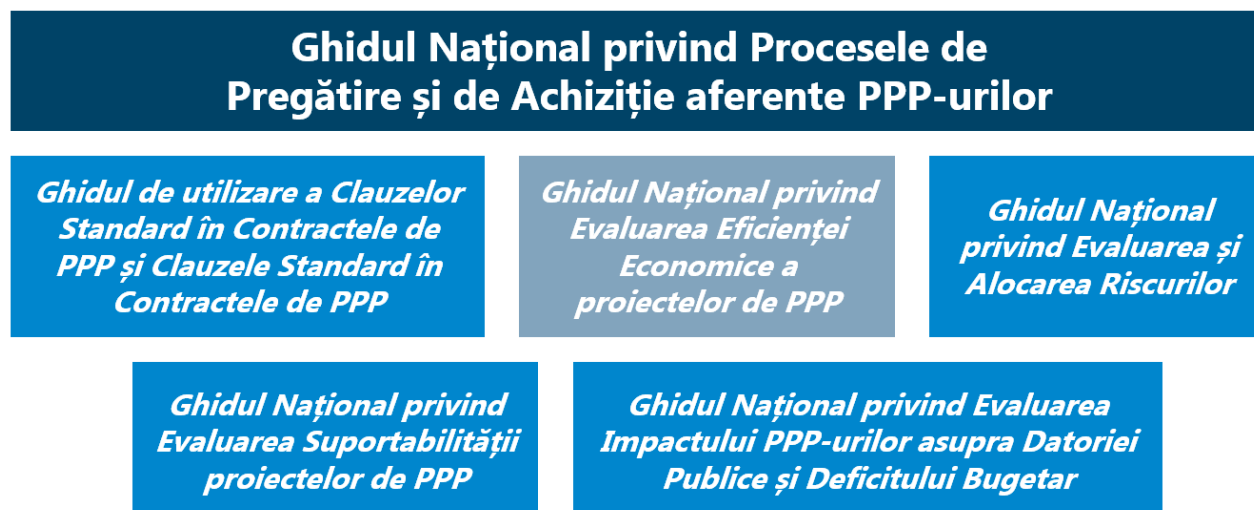 Ghidul Național privind Procesele de
Pregătire și de Achiziție aferente PPP-urilor
Ghidul de utilizare a Clauzelor
Standard în Contractele de
PPP și Clauzele Standard în
Contractele de PPP
Ghidul Național privind
Evaluarea Eficienței
Economice a
proiectelor de PPP
Ghidul Național
privind Evaluarea și
Alocarea Riscurilor
Ghidul Național privind
Evaluarea Suportabilității
proiectelor de PPP
Ghidul Național privind Evaluarea
Impactului PPP-urilor asupra Datoriei
Publice și Deficitului Bugetar